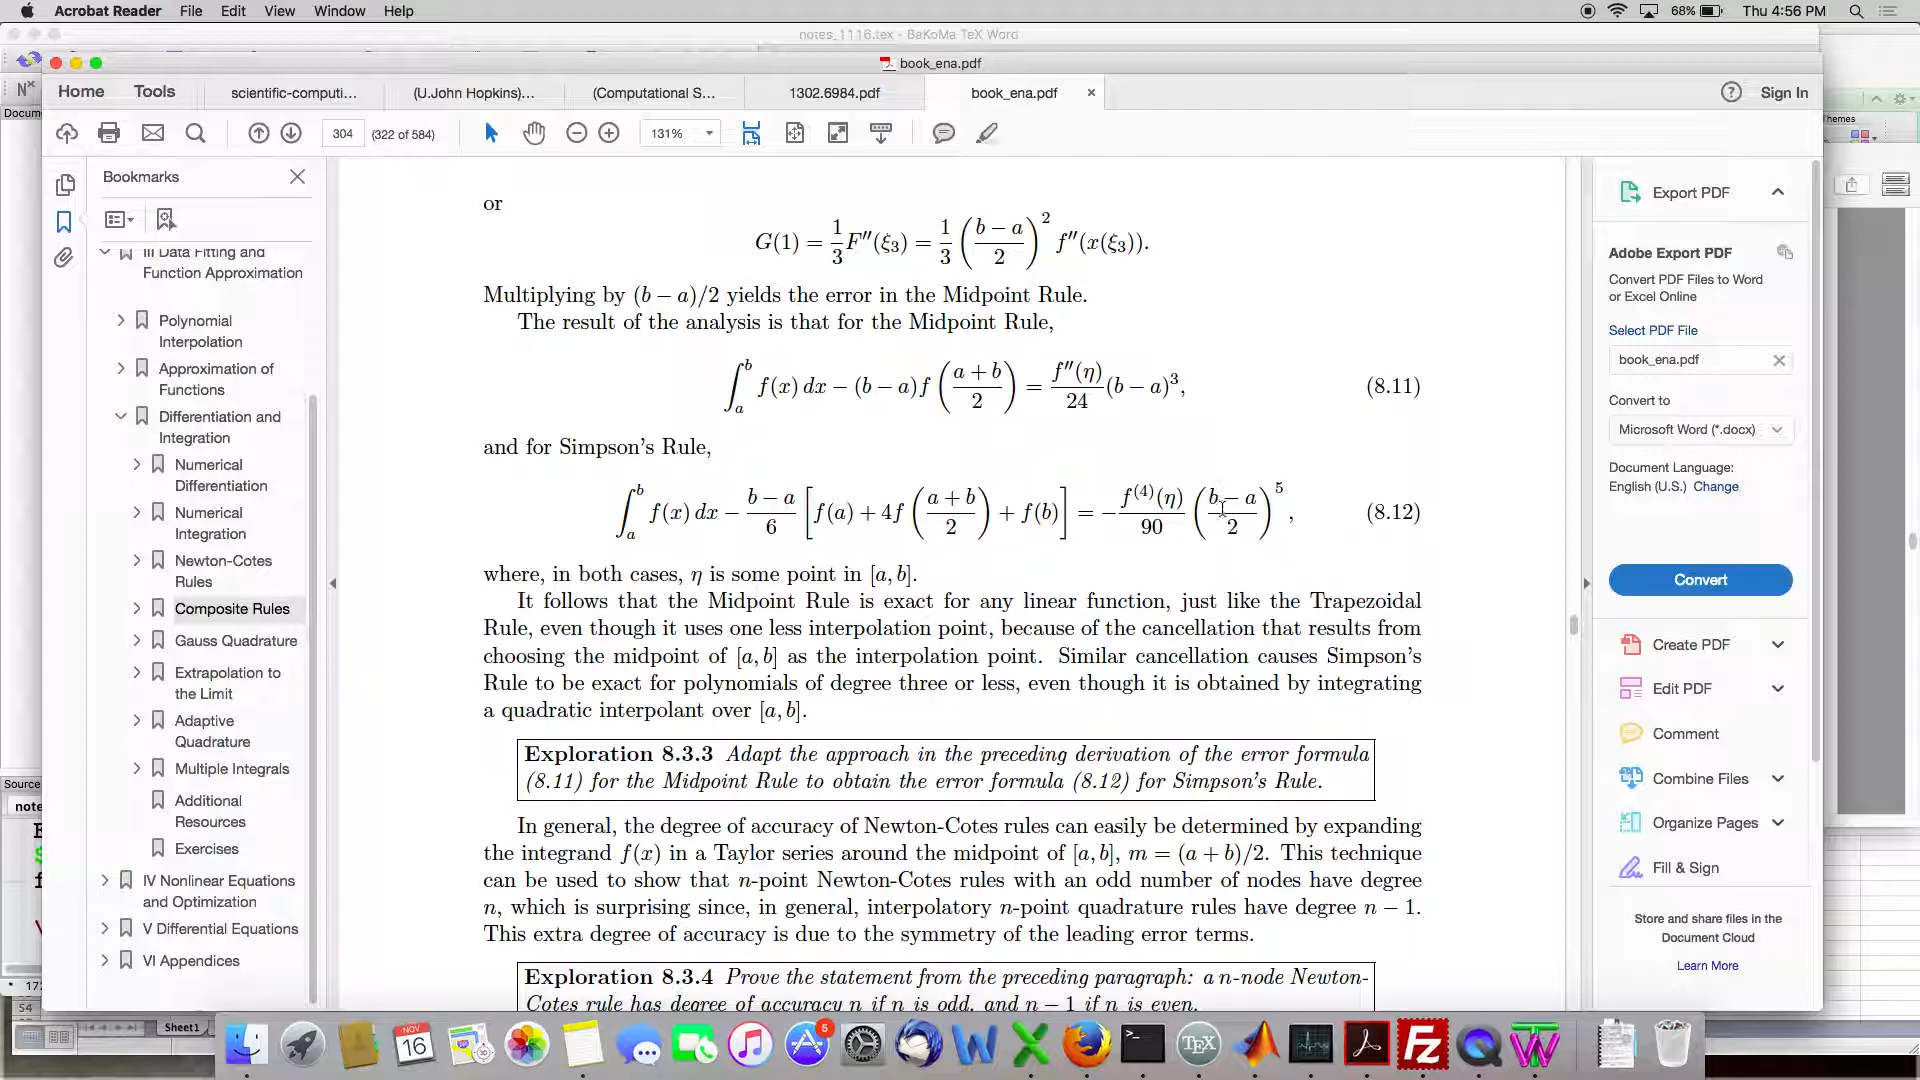 Acrobat Reader File Edit View Window Help 68% Thu 4:56 PM
notes_1116.tex - BaKoMa TeX Word
book_ena.pdf
Home Tools scientific-computi... (U.John Hopkins)... (Computational S... 1302.6984.pdf book_ena.pdf × Sign In
Docum
304 (322 of 584) 131%
Themes
Bookmarks
III Data Fitting and
Function Approximation
Polynomial
Interpolation
Approximation of
Functions
Differentiation and
Integration
Numerical
Differentiation
Numerical
Integration
Newton-Cotes
Rules
Composite Rules
Gauss Quadrature
Extrapolation to
the Limit
Adaptive
Quadrature
Multiple Integrals
Additional
Resources
Exercises
IV Nonlinear Equations
and Optimization
V Differential Equations
VI Appendices
or
G(1) = 1/3 F″(ξ₃) = 1/3 ((b − a)/2)² f″(x(ξ₃)).
Multiplying by (b − a)/2 yields the error in the Midpoint Rule.
The result of the analysis is that for the Midpoint Rule,
∫ₐᵇ f(x) dx − (b − a)f((a + b)/2) = f″(η)/24 (b − a)³, (8.11)
and for Simpson's Rule,
∫ₐᵇ f(x) dx − (b − a)/6 [f(a) + 4f((a + b)/2) + f(b)] = −f⁽⁴⁾(η)/90 ((b − a)/2)⁵, (8.12)
where, in both cases, η is some point in [a, b].
It follows that the Midpoint Rule is exact for any linear function, just like the Trapezoidal
Rule, even though it uses one less interpolation point, because of the cancellation that results from
choosing the midpoint of [a, b] as the interpolation point. Similar cancellation causes Simpson's
Rule to be exact for polynomials of degree three or less, even though it is obtained by integrating
a quadratic interpolant over [a, b].
Exploration 8.3.3 Adapt the approach in the preceding derivation of the error formula
(8.11) for the Midpoint Rule to obtain the error formula (8.12) for Simpson's Rule.
In general, the degree of accuracy of Newton-Cotes rules can easily be determined by expanding
the integrand f(x) in a Taylor series around the midpoint of [a, b], m = (a + b)/2. This technique
can be used to show that n-point Newton-Cotes rules with an odd number of nodes have degree
n, which is surprising since, in general, interpolatory n-point quadrature rules have degree n − 1.
This extra degree of accuracy is due to the symmetry of the leading error terms.
Exploration 8.3.4 Prove the statement from the preceding paragraph: a n-node Newton-
Cotes rule has degree of accuracy n if n is odd, and n − 1 if n is even.
Export PDF
Adobe Export PDF
Convert PDF Files to Word
or Excel Online
Select PDF File
book_ena.pdf
Convert to
Microsoft Word (*.docx)
Document Language:
English (U.S.) Change
Convert
Create PDF
Edit PDF
Comment
Combine Files
Organize Pages
Fill & Sign
Store and share files in the
Document Cloud
Learn More
Source
note
54
Sheet1
NOV
16
5